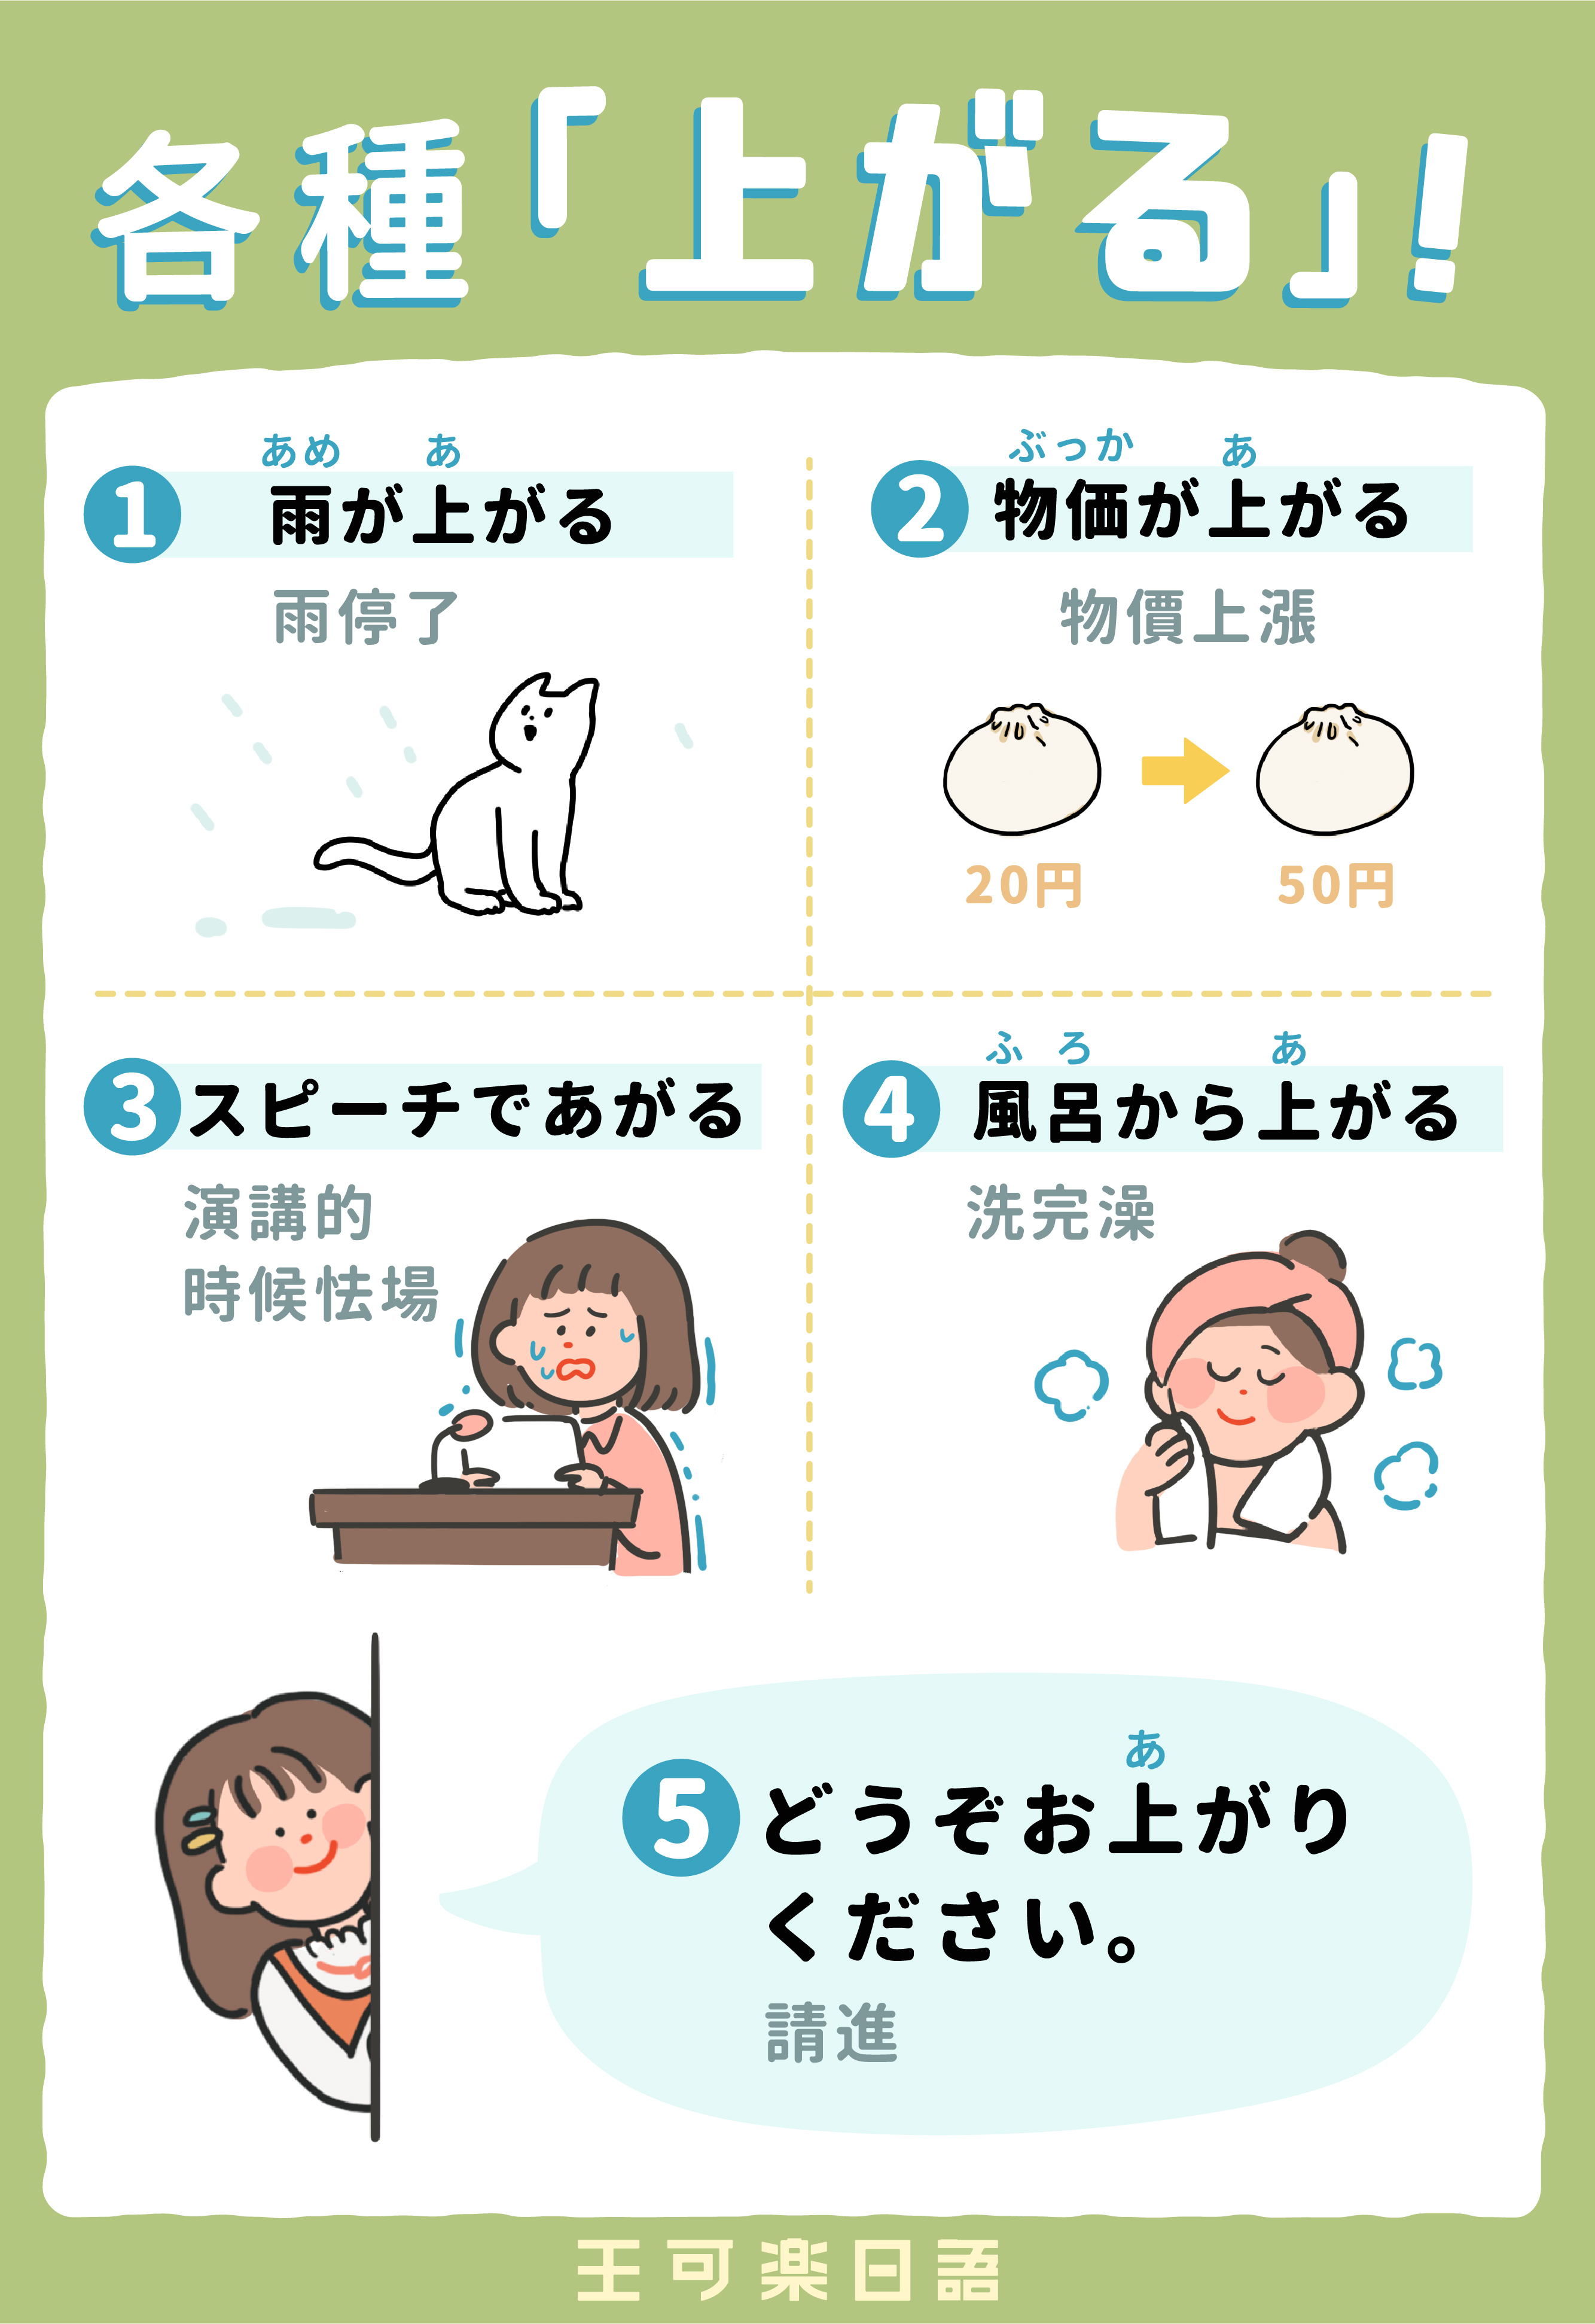 各種「上がる」!
あめ あ
1 雨が上がる
雨停了
ぶっか あ
2 物価が上がる
物價上漲
20円 50円
3 スピーチであがる
演講的
時候怯場
ふろ あ
4 風呂から上がる
洗完澡
あ
5 どうぞお上がり
ください。
請進
王可楽日語